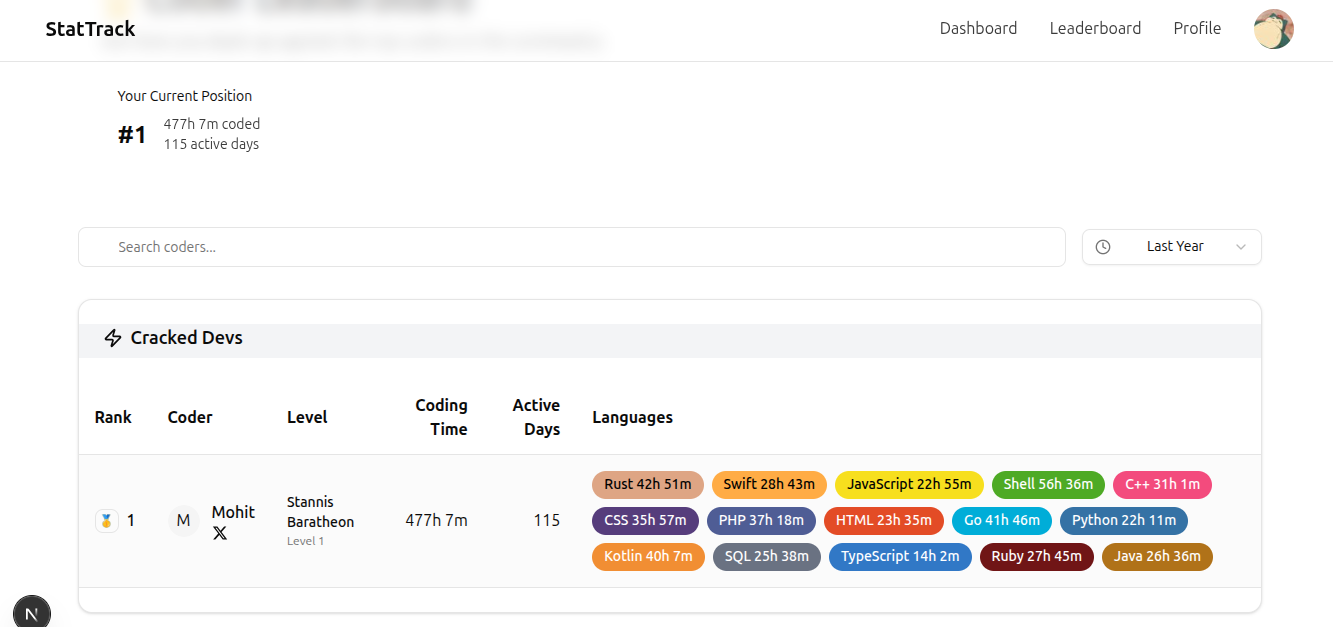 StatTrack
Dashboard
Leaderboard
Profile
Your Current Position
#1
477h 7m coded
115 active days
Search coders...
Last Year
Cracked Devs
Rank
Coder
Level
Coding
Time
Active
Days
Languages
1
M
Mohit
Stannis
Baratheon
Level 1
477h 7m
115
Rust 42h 51m
Swift 28h 43m
JavaScript 22h 55m
Shell 56h 36m
C++ 31h 1m
CSS 35h 57m
PHP 37h 18m
HTML 23h 35m
Go 41h 46m
Python 22h 11m
Kotlin 40h 7m
SQL 25h 38m
TypeScript 14h 2m
Ruby 27h 45m
Java 26h 36m
N